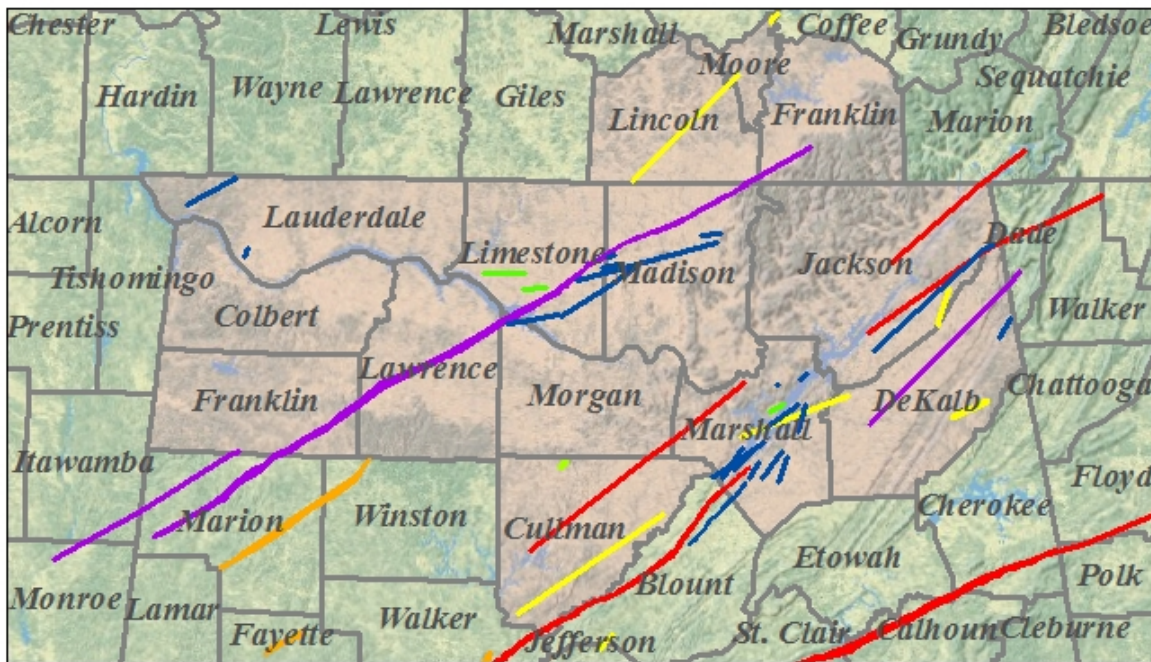 Chester
Lewis
Marshall
Coffee
Grundy
Bledsoe
Hardin
Wayne
Lawrence
Giles
Moore
Sequatchie
Lincoln
Franklin
Marion
Alcorn
Lauderdale
Limestone
Madison
Jackson
Dade
Tishomingo
Prentiss
Colbert
Walker
Lawrence
Franklin
Morgan
DeKalb
Chattooga
Marshall
Itawamba
Marion
Winston
Cullman
Cherokee
Floyd
Etowah
Polk
Monroe
Lamar
Blount
Walker
Fayette
Jefferson
St. Clair
Calhoun
Cleburne